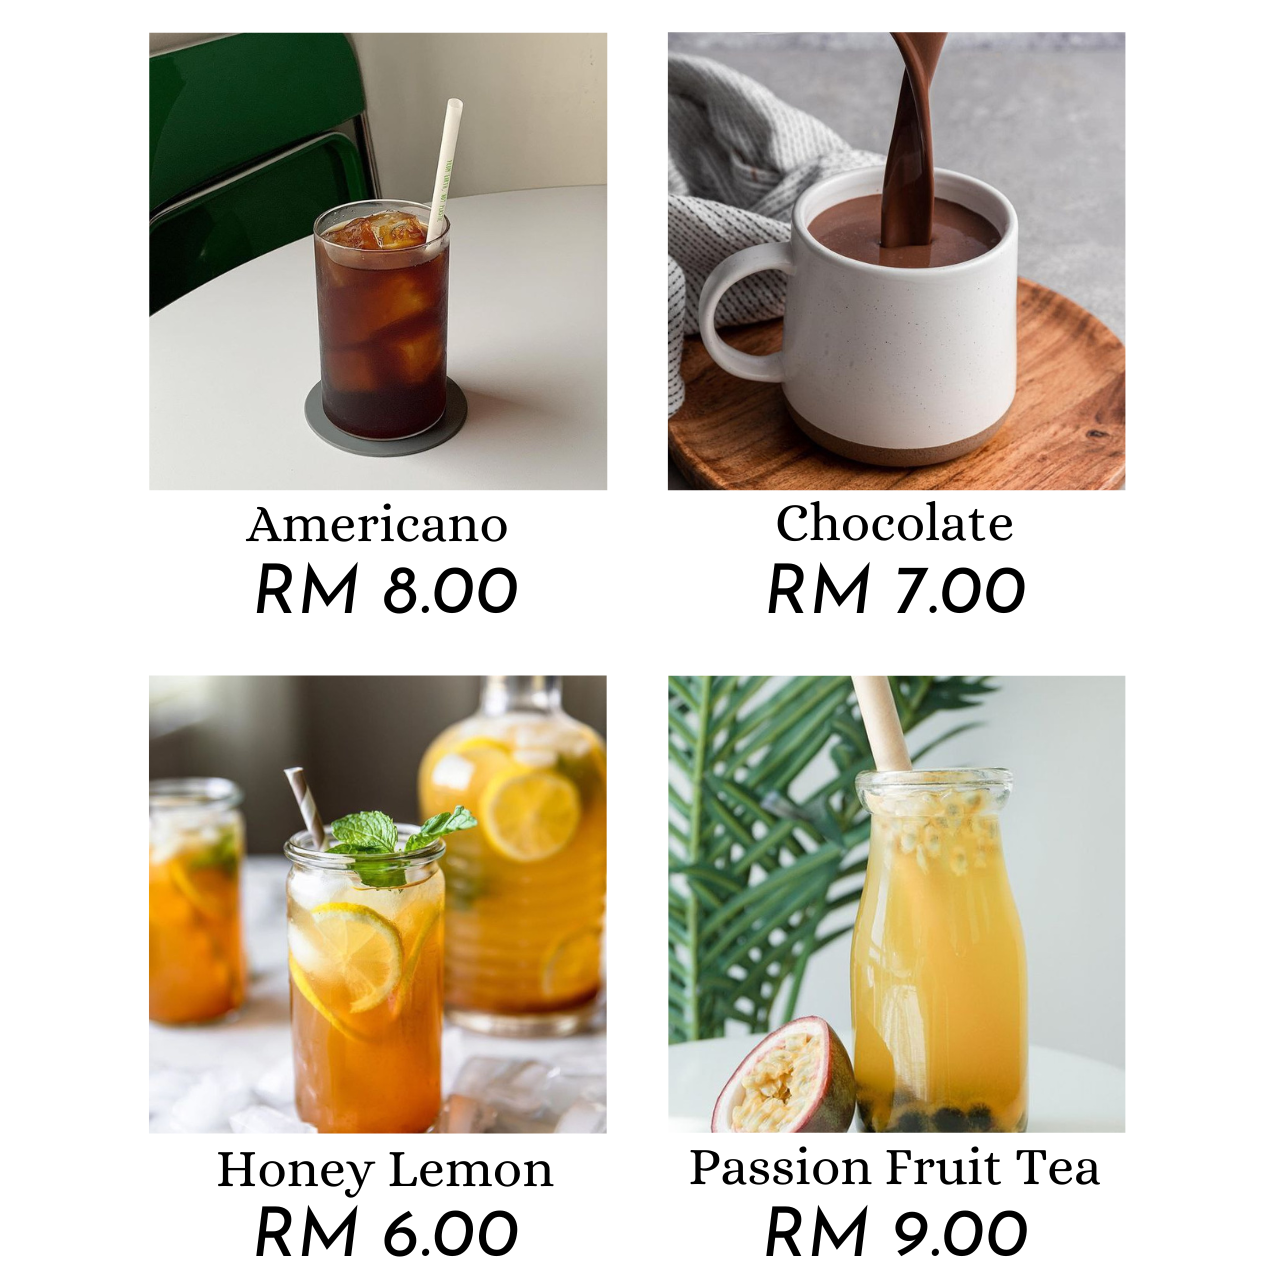 Americano
RM 8.00
Chocolate
RM 7.00
Honey Lemon
RM 6.00
Passion Fruit Tea
RM 9.00